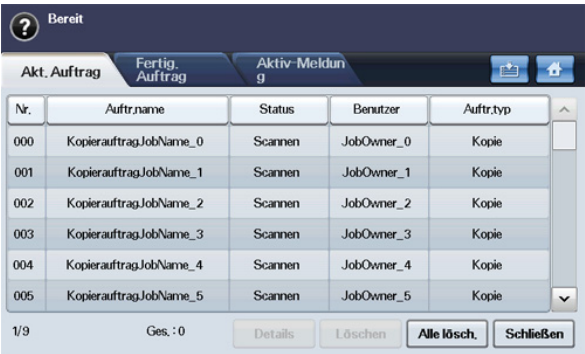 ?
Bereit
Akt. Auftrag
Fertig.
Auftrag
Aktiv-Meldun
g
Nr. Auftr.name Status Benutzer Auftr.typ
000 KopierauftragJobName_0 Scannen JobOwner_0 Kopie
001 KopierauftragJobName_1 Scannen JobOwner_1 Kopie
002 KopierauftragJobName_2 Scannen JobOwner_2 Kopie
003 KopierauftragJobName_3 Scannen JobOwner_3 Kopie
004 KopierauftragJobName_4 Scannen JobOwner_4 Kopie
005 KopierauftragJobName_5 Scannen JobOwner_5 Kopie
1/9 Ges. : 0 Details Löschen Alle lösch. Schließen